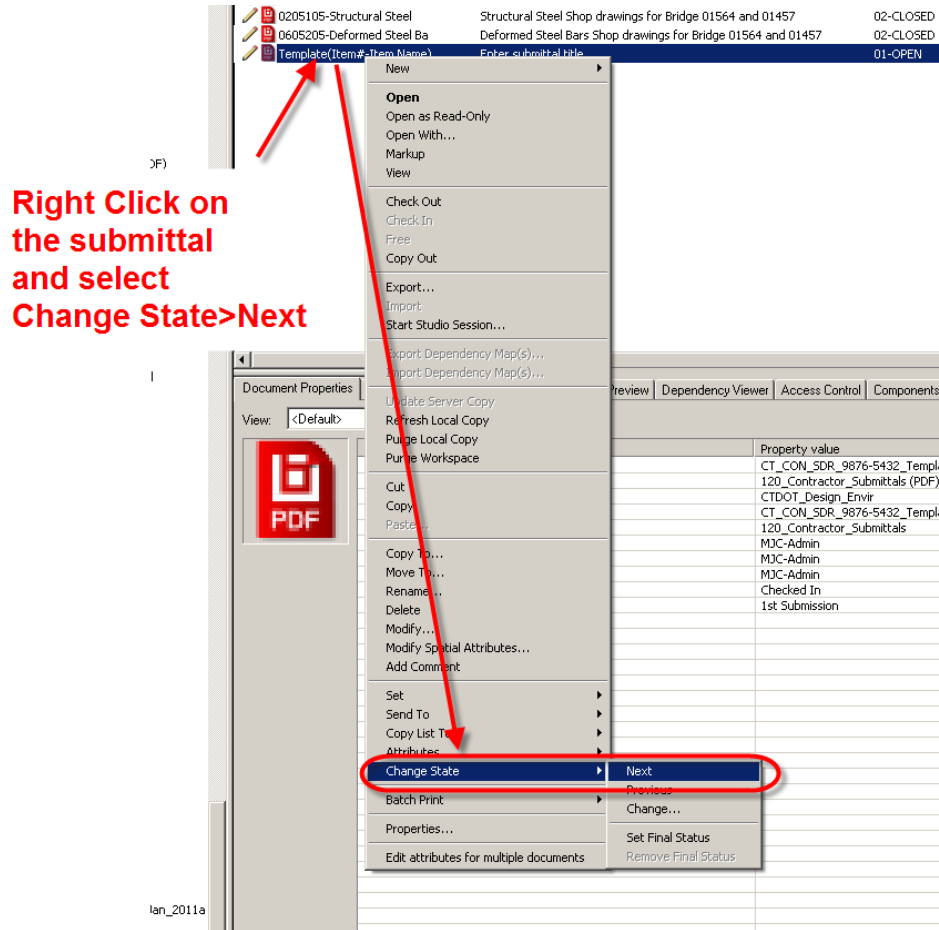 0205105-Structural Steel Structural Steel Shop drawings for Bridge 01564 and 01457 02-CLOSED
0605205-Deformed Steel Ba Deformed Steel Bars Shop drawings for Bridge 01564 and 01457 02-CLOSED
Template(Item#-Item Name) Enter submittal title 01-OPEN
New
Open
Open as Read-Only
Open With...
Markup
View
Check Out
Check In
Free
Copy Out
Export...
Import
Start Studio Session...
Export Dependency Map(s)...
Import Dependency Map(s)...
Update Server Copy
Refresh Local Copy
Purge Local Copy
Purge Workspace
Cut
Copy
Paste...
Copy To...
Move To...
Rename...
Delete
Modify...
Modify Spatial Attributes...
Add Comment
Set
Send To
Copy List To
Attributes
Change State
Batch Print
Properties...
Edit attributes for multiple documents
Next
Previous
Change...
Set Final Status
Remove Final Status
Right Click on
the submittal
and select
Change State>Next
Document Properties Preview Dependency Viewer Access Control Components
View: <Default>
PDF
Property value
CT_CON_SDR_9876-5432_Templa
120_Contractor_Submittals (PDF)
CTDOT_Design_Envir
CT_CON_SDR_9876-5432_Templa
120_Contractor_Submittals
MJC-Admin
MJC-Admin
MJC-Admin
Checked In
1st Submission
Jan_2011a